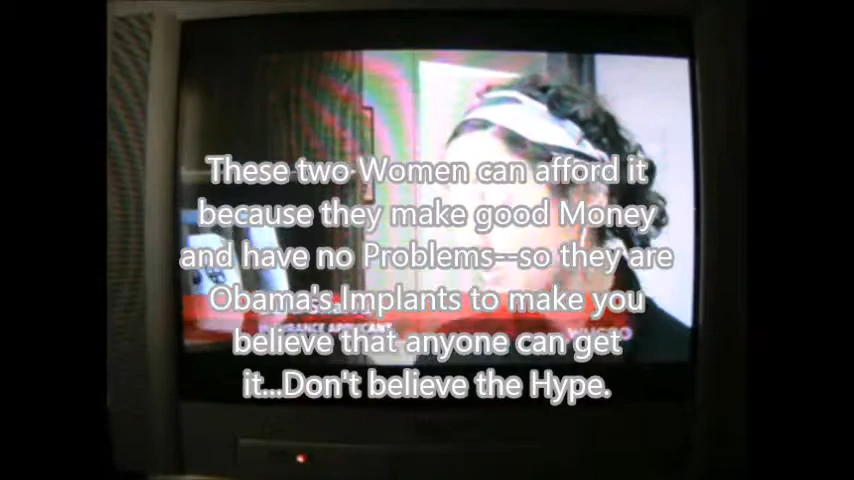 These two Women can afford it
because they make good Money
and have no Problems--so they are
Obama's Implants to make you
believe that anyone can get
it...Don't believe the Hype.
APPLICANT